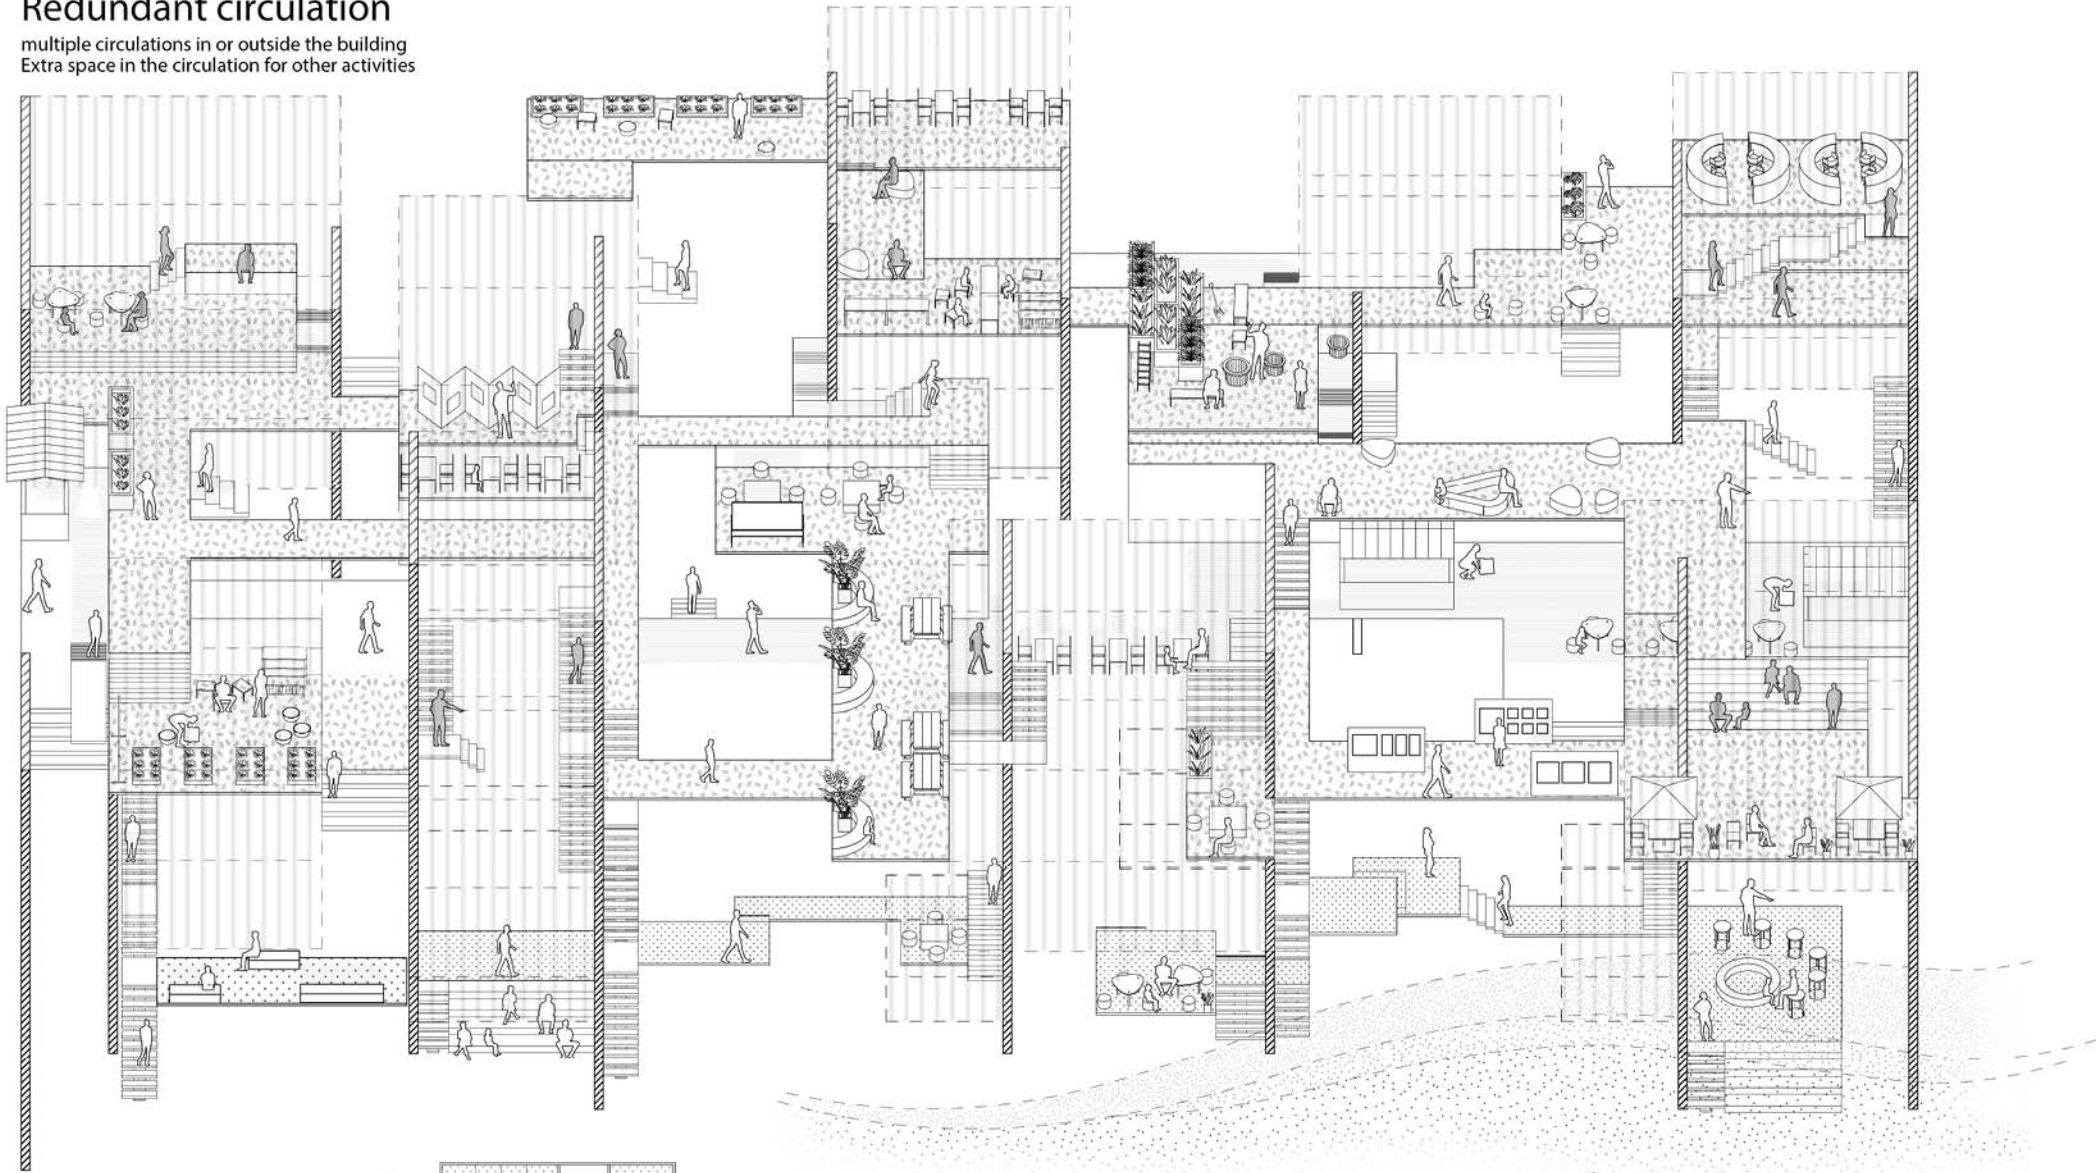 Redundant circulation
multiple circulations in or outside the building
Extra space in the circulation for other activities